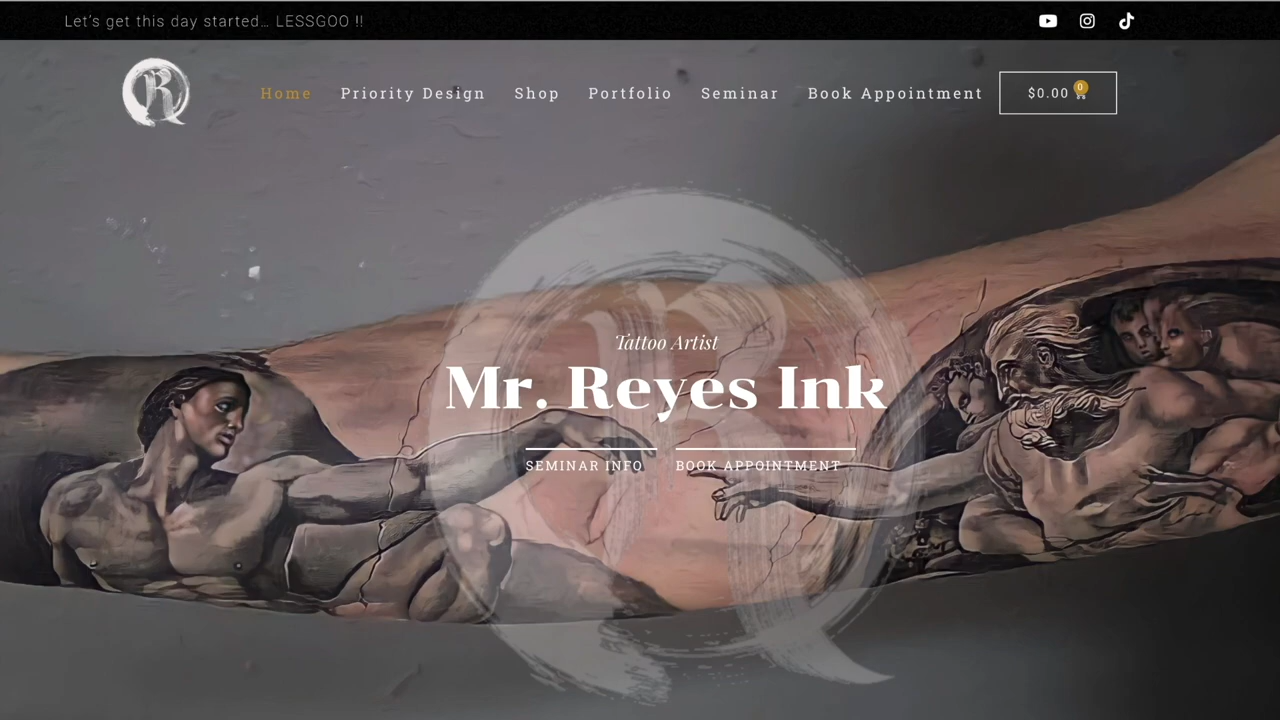 Let's get this day started... LESSGOO !!
R
Home Priority Design Shop Portfolio Seminar Book Appointment $0.00 0
Tattoo Artist
Mr. Reyes Ink
SEMINAR INFO BOOK APPOINTMENT